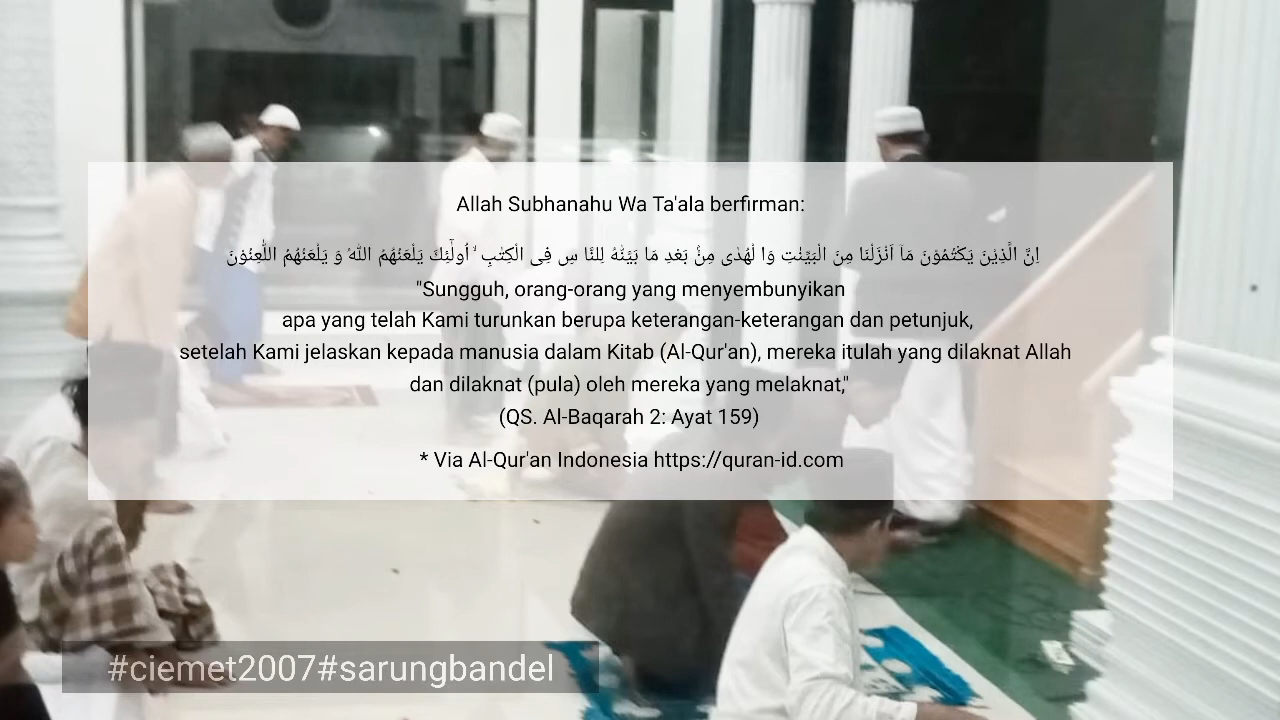 Allah Subhanahu Wa Ta'ala berfirman:
اِنَّ الَّذِيْنَ يَكْتُمُوْنَ مَاۤ اَنْزَلْنَا مِنَ الْبَيِّنٰتِ وَا لْهُدٰى مِنْۢ بَعْدِ مَا بَيَّنّٰهُ لِلنَّا سِ فِى الْكِتٰبِ ۙ اُولٰٓئِكَ يَلْعَنُهُمُ اللّٰهُ وَ يَلْعَنُهُمُ اللّٰعِنُوْنَ
"Sungguh, orang-orang yang menyembunyikan
apa yang telah Kami turunkan berupa keterangan-keterangan dan petunjuk,
setelah Kami jelaskan kepada manusia dalam Kitab (Al-Qur'an), mereka itulah yang dilaknat Allah
dan dilaknat (pula) oleh mereka yang melaknat,"
(QS. Al-Baqarah 2: Ayat 159)
* Via Al-Qur'an Indonesia https://quran-id.com
#ciemet2007#sarungbandel